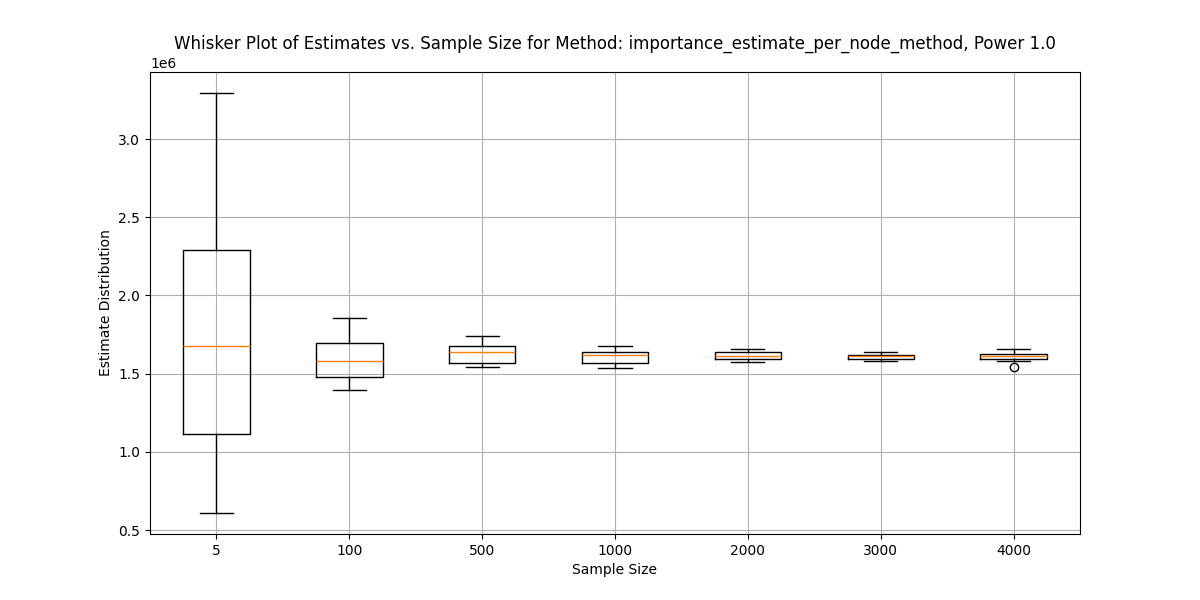 Whisker Plot of Estimates vs. Sample Size for Method: importance_estimate_per_node_method, Power 1.0
1e6
3.0
2.5
2.0
1.5
1.0
0.5
Estimate Distribution
5 100 500 1000 2000 3000 4000
Sample Size